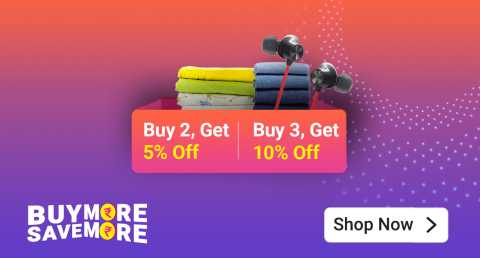 Buy 2, Get
5% Off
Buy 3, Get
10% Off
BUYMORE
SAVEMORE
Shop Now